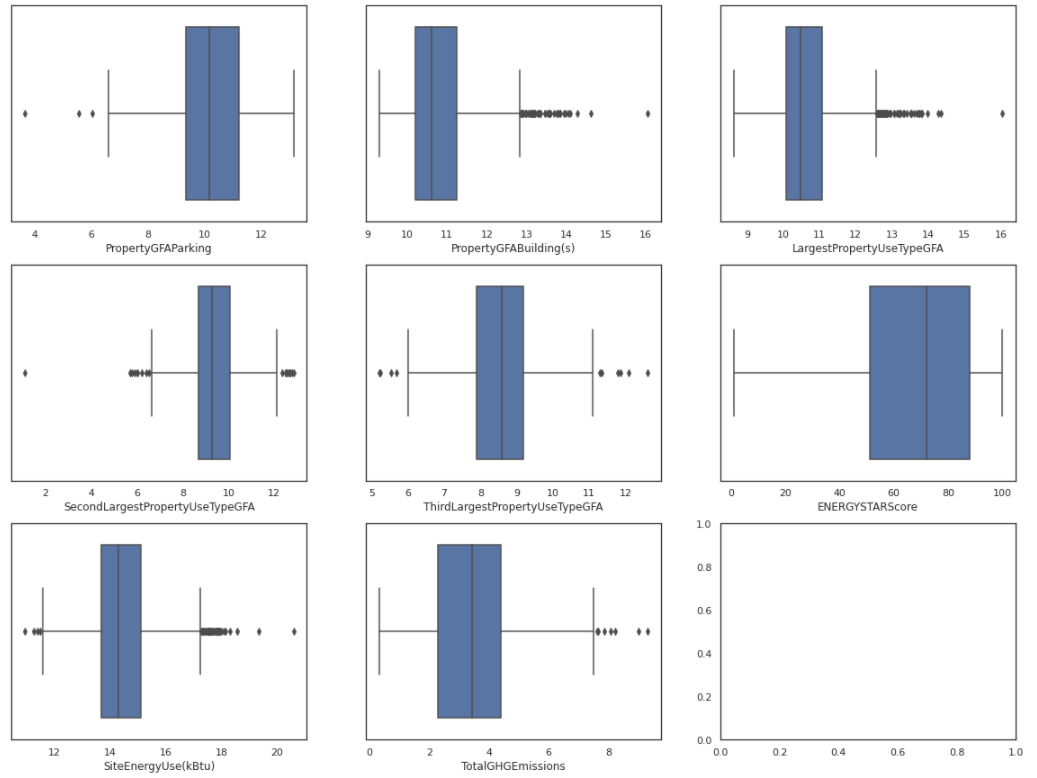 4 6 8 10 12
PropertyGFAParking
9 10 11 12 13 14 15 16
PropertyGFABuilding(s)
9 10 11 12 13 14 15 16
LargestPropertyUseTypeGFA
2 4 6 8 10 12
SecondLargestPropertyUseTypeGFA
5 6 7 8 9 10 11 12
ThirdLargestPropertyUseTypeGFA
0 20 40 60 80 100
ENERGYSTARScore
12 14 16 18 20
SiteEnergyUse(kBtu)
0 2 4 6 8
TotalGHGEmissions
1.0
0.8
0.6
0.4
0.2
0.0
0.0 0.2 0.4 0.6 0.8 1.0